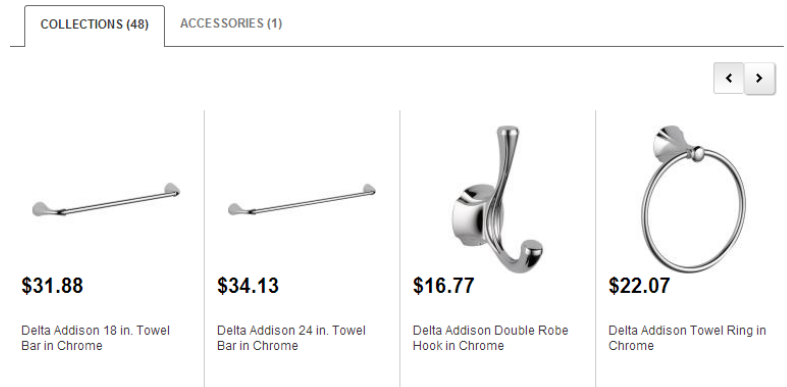 COLLECTIONS (48)
ACCESSORIES (1)
$31.88
$34.13
$16.77
$22.07
Delta Addison 18 in. Towel
Bar in Chrome
Delta Addison 24 in. Towel
Bar in Chrome
Delta Addison Double Robe
Hook in Chrome
Delta Addison Towel Ring in
Chrome